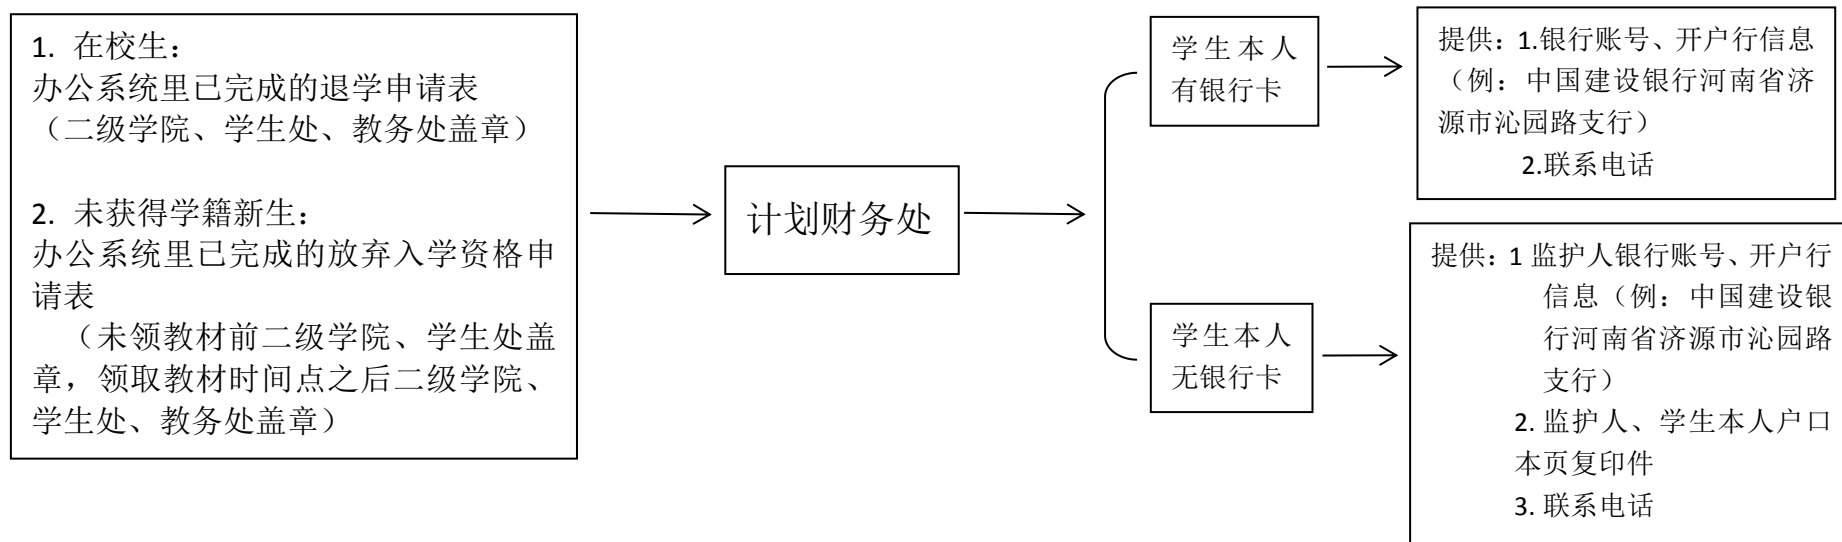 1. 在校生：
办公系统里已完成的退学申请表
（二级学院、学生处、教务处盖章）
2. 未获得学籍新生：
办公系统里已完成的放弃入学资格申
请表
（未领教材前二级学院、学生处盖
章，领取教材时间点之后二级学院、
学生处、教务处盖章）
计划财务处
学生本人
有银行卡
提供：1.银行账号、开户行信息
（例：中国建设银行河南省济
源市沁园路支行）
2.联系电话
学生本人
无银行卡
提供：1 监护人银行账号、开户行
信息（例：中国建设银
行河南省济源市沁园路
支行）
2. 监护人、学生本人户口
本页复印件
3. 联系电话